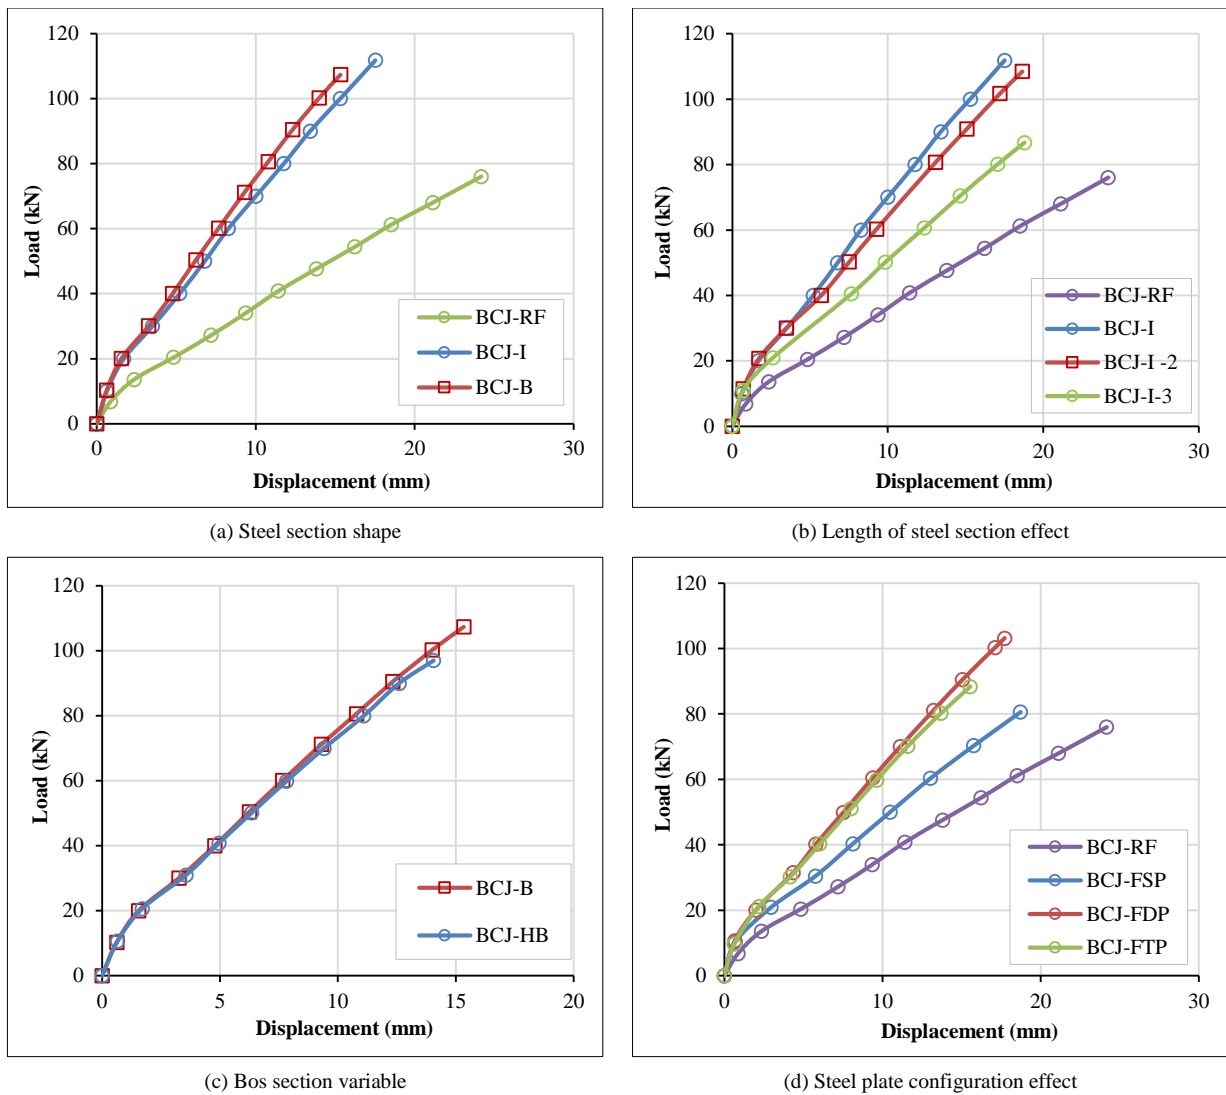 120
100
80
60
40
20
0
Load (kN)
0 10 20 30
Displacement (mm)
BCJ-RF
BCJ-I
BCJ-B
(a) Steel section shape
120
100
80
60
40
20
0
Load (kN)
0 10 20 30
Displacement (mm)
BCJ-RF
BCJ-I
BCJ-I -2
BCJ-I-3
(b) Length of steel section effect
120
100
80
60
40
20
0
Load (kN)
0 5 10 15 20
Displacement (mm)
BCJ-B
BCJ-HB
(c) Bos section variable
120
100
80
60
40
20
0
Load (kN)
0 10 20 30
Displacement (mm)
BCJ-RF
BCJ-FSP
BCJ-FDP
BCJ-FTP
(d) Steel plate configuration effect